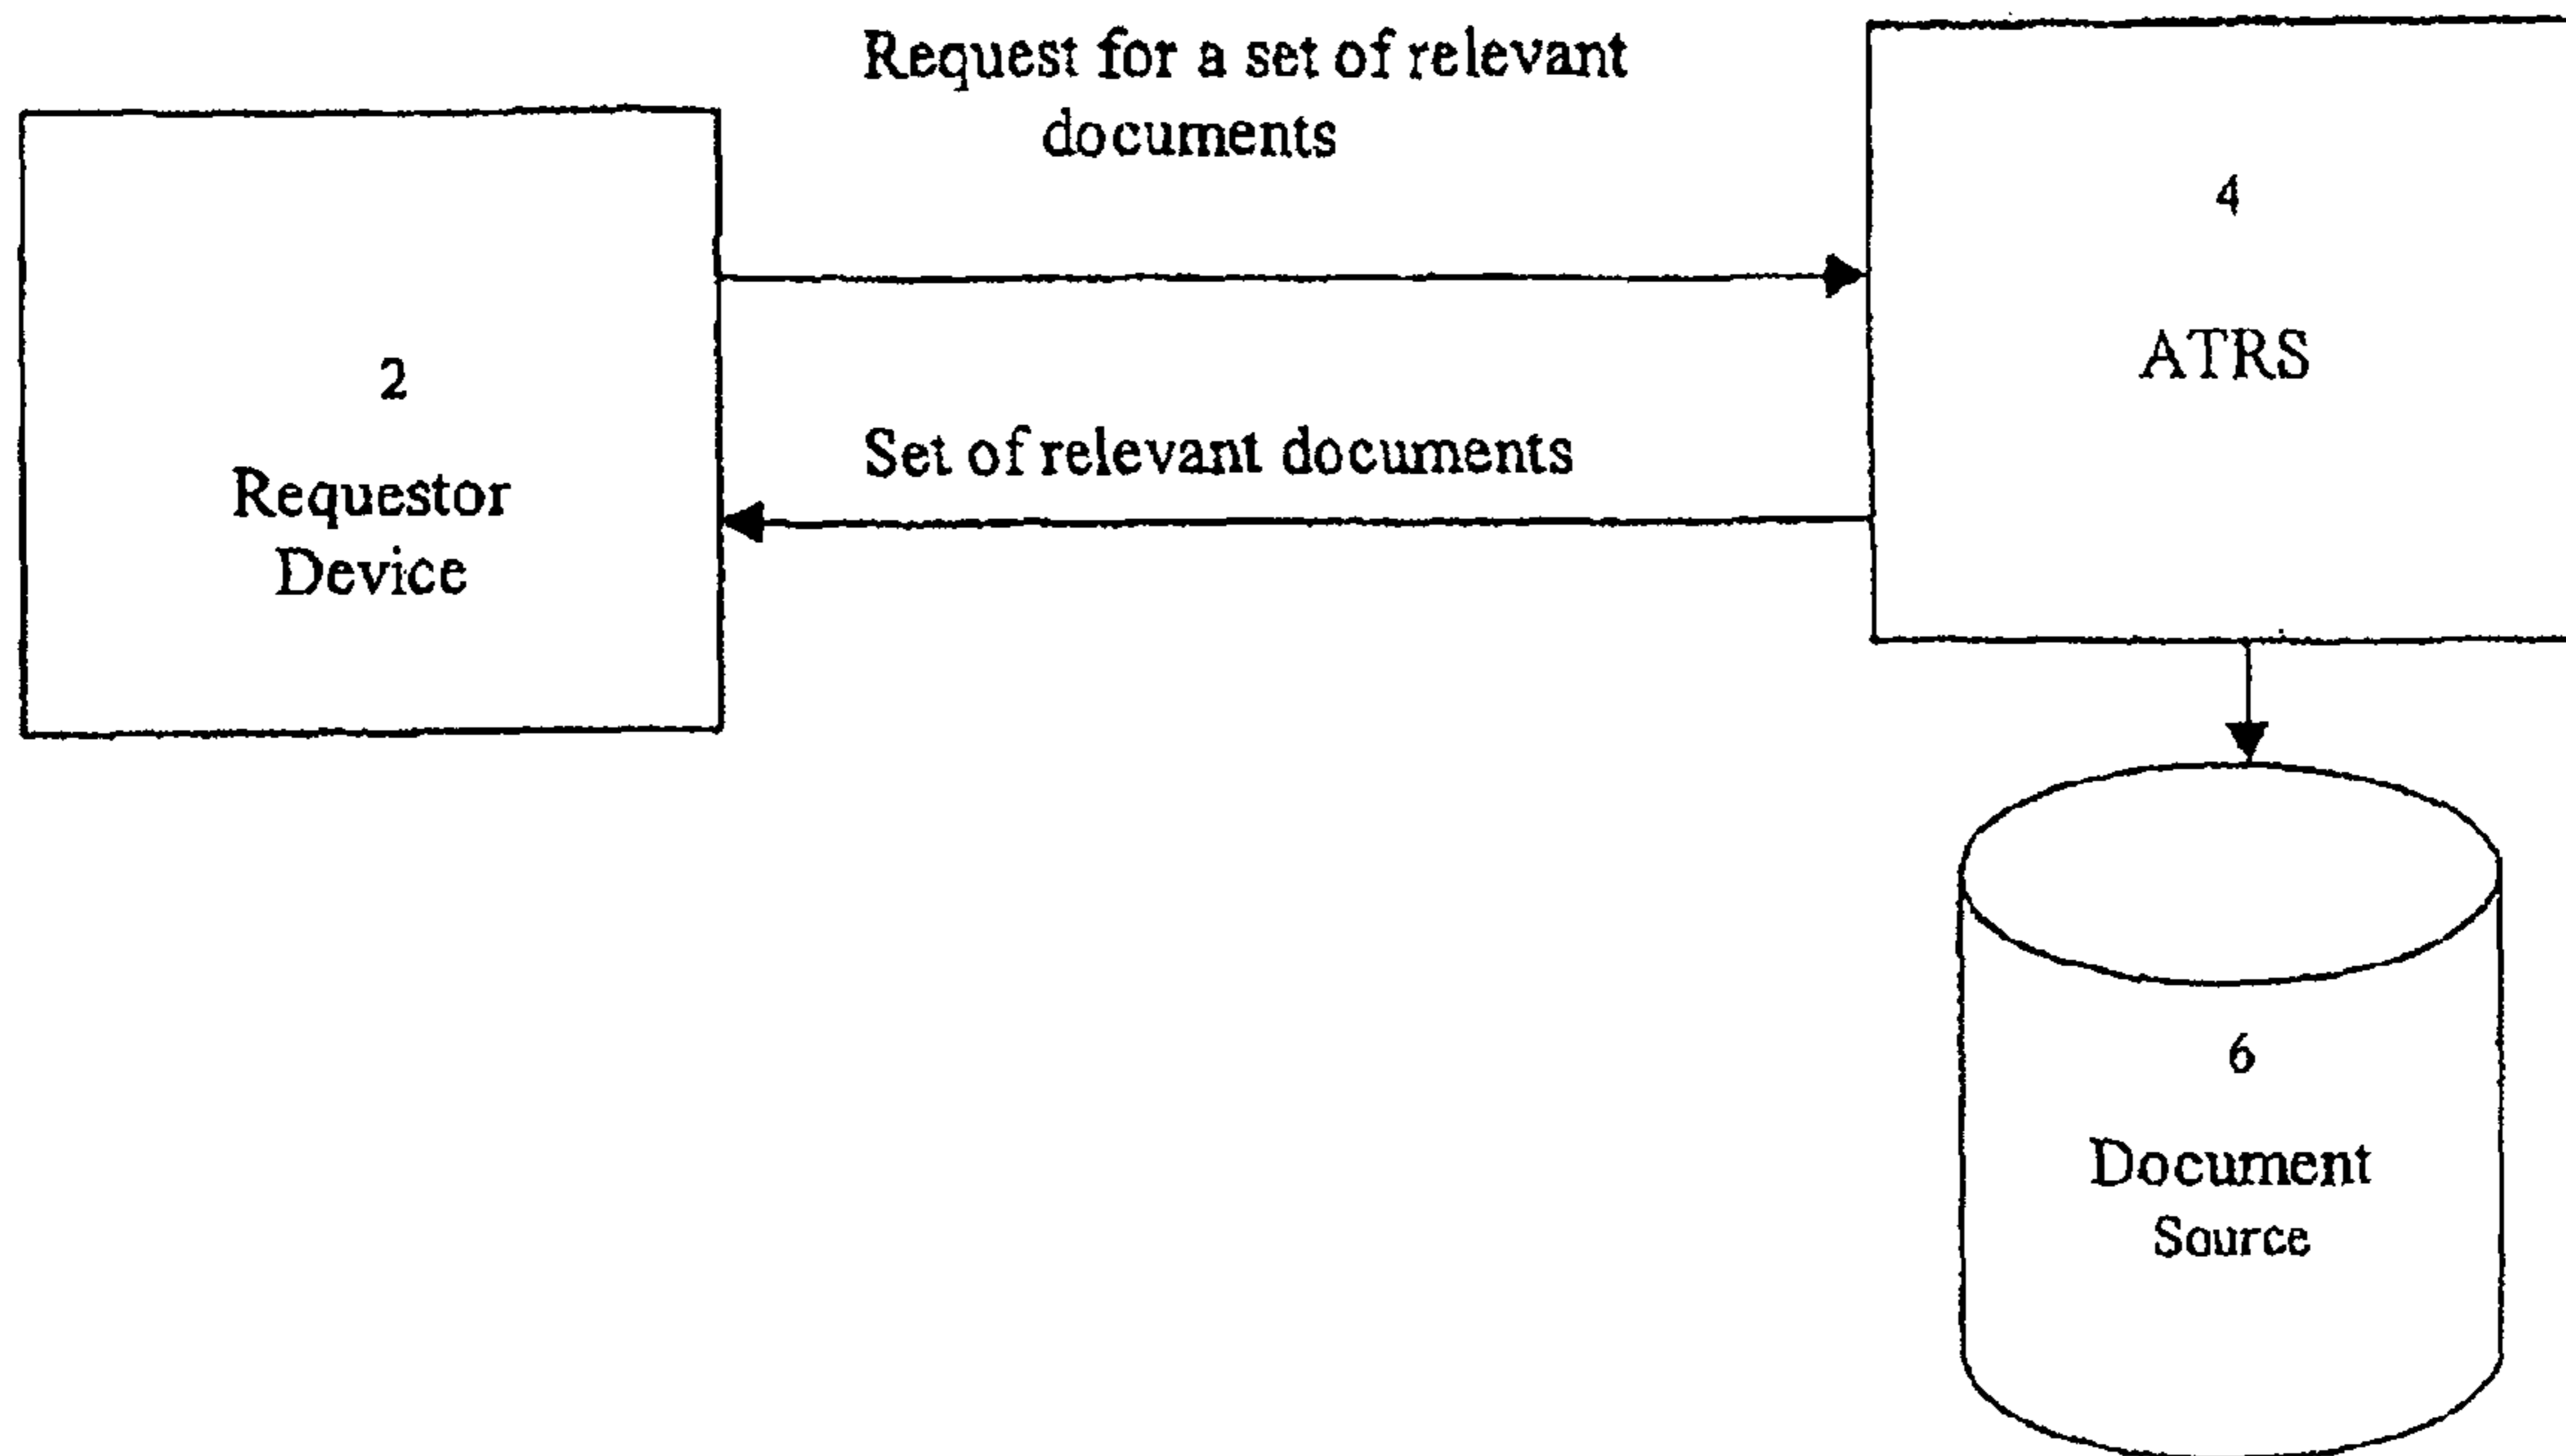 Request for a set of relevant
documents
4
ATRS
2
Requestor
Device
Set of relevant documents
6
Document
Source